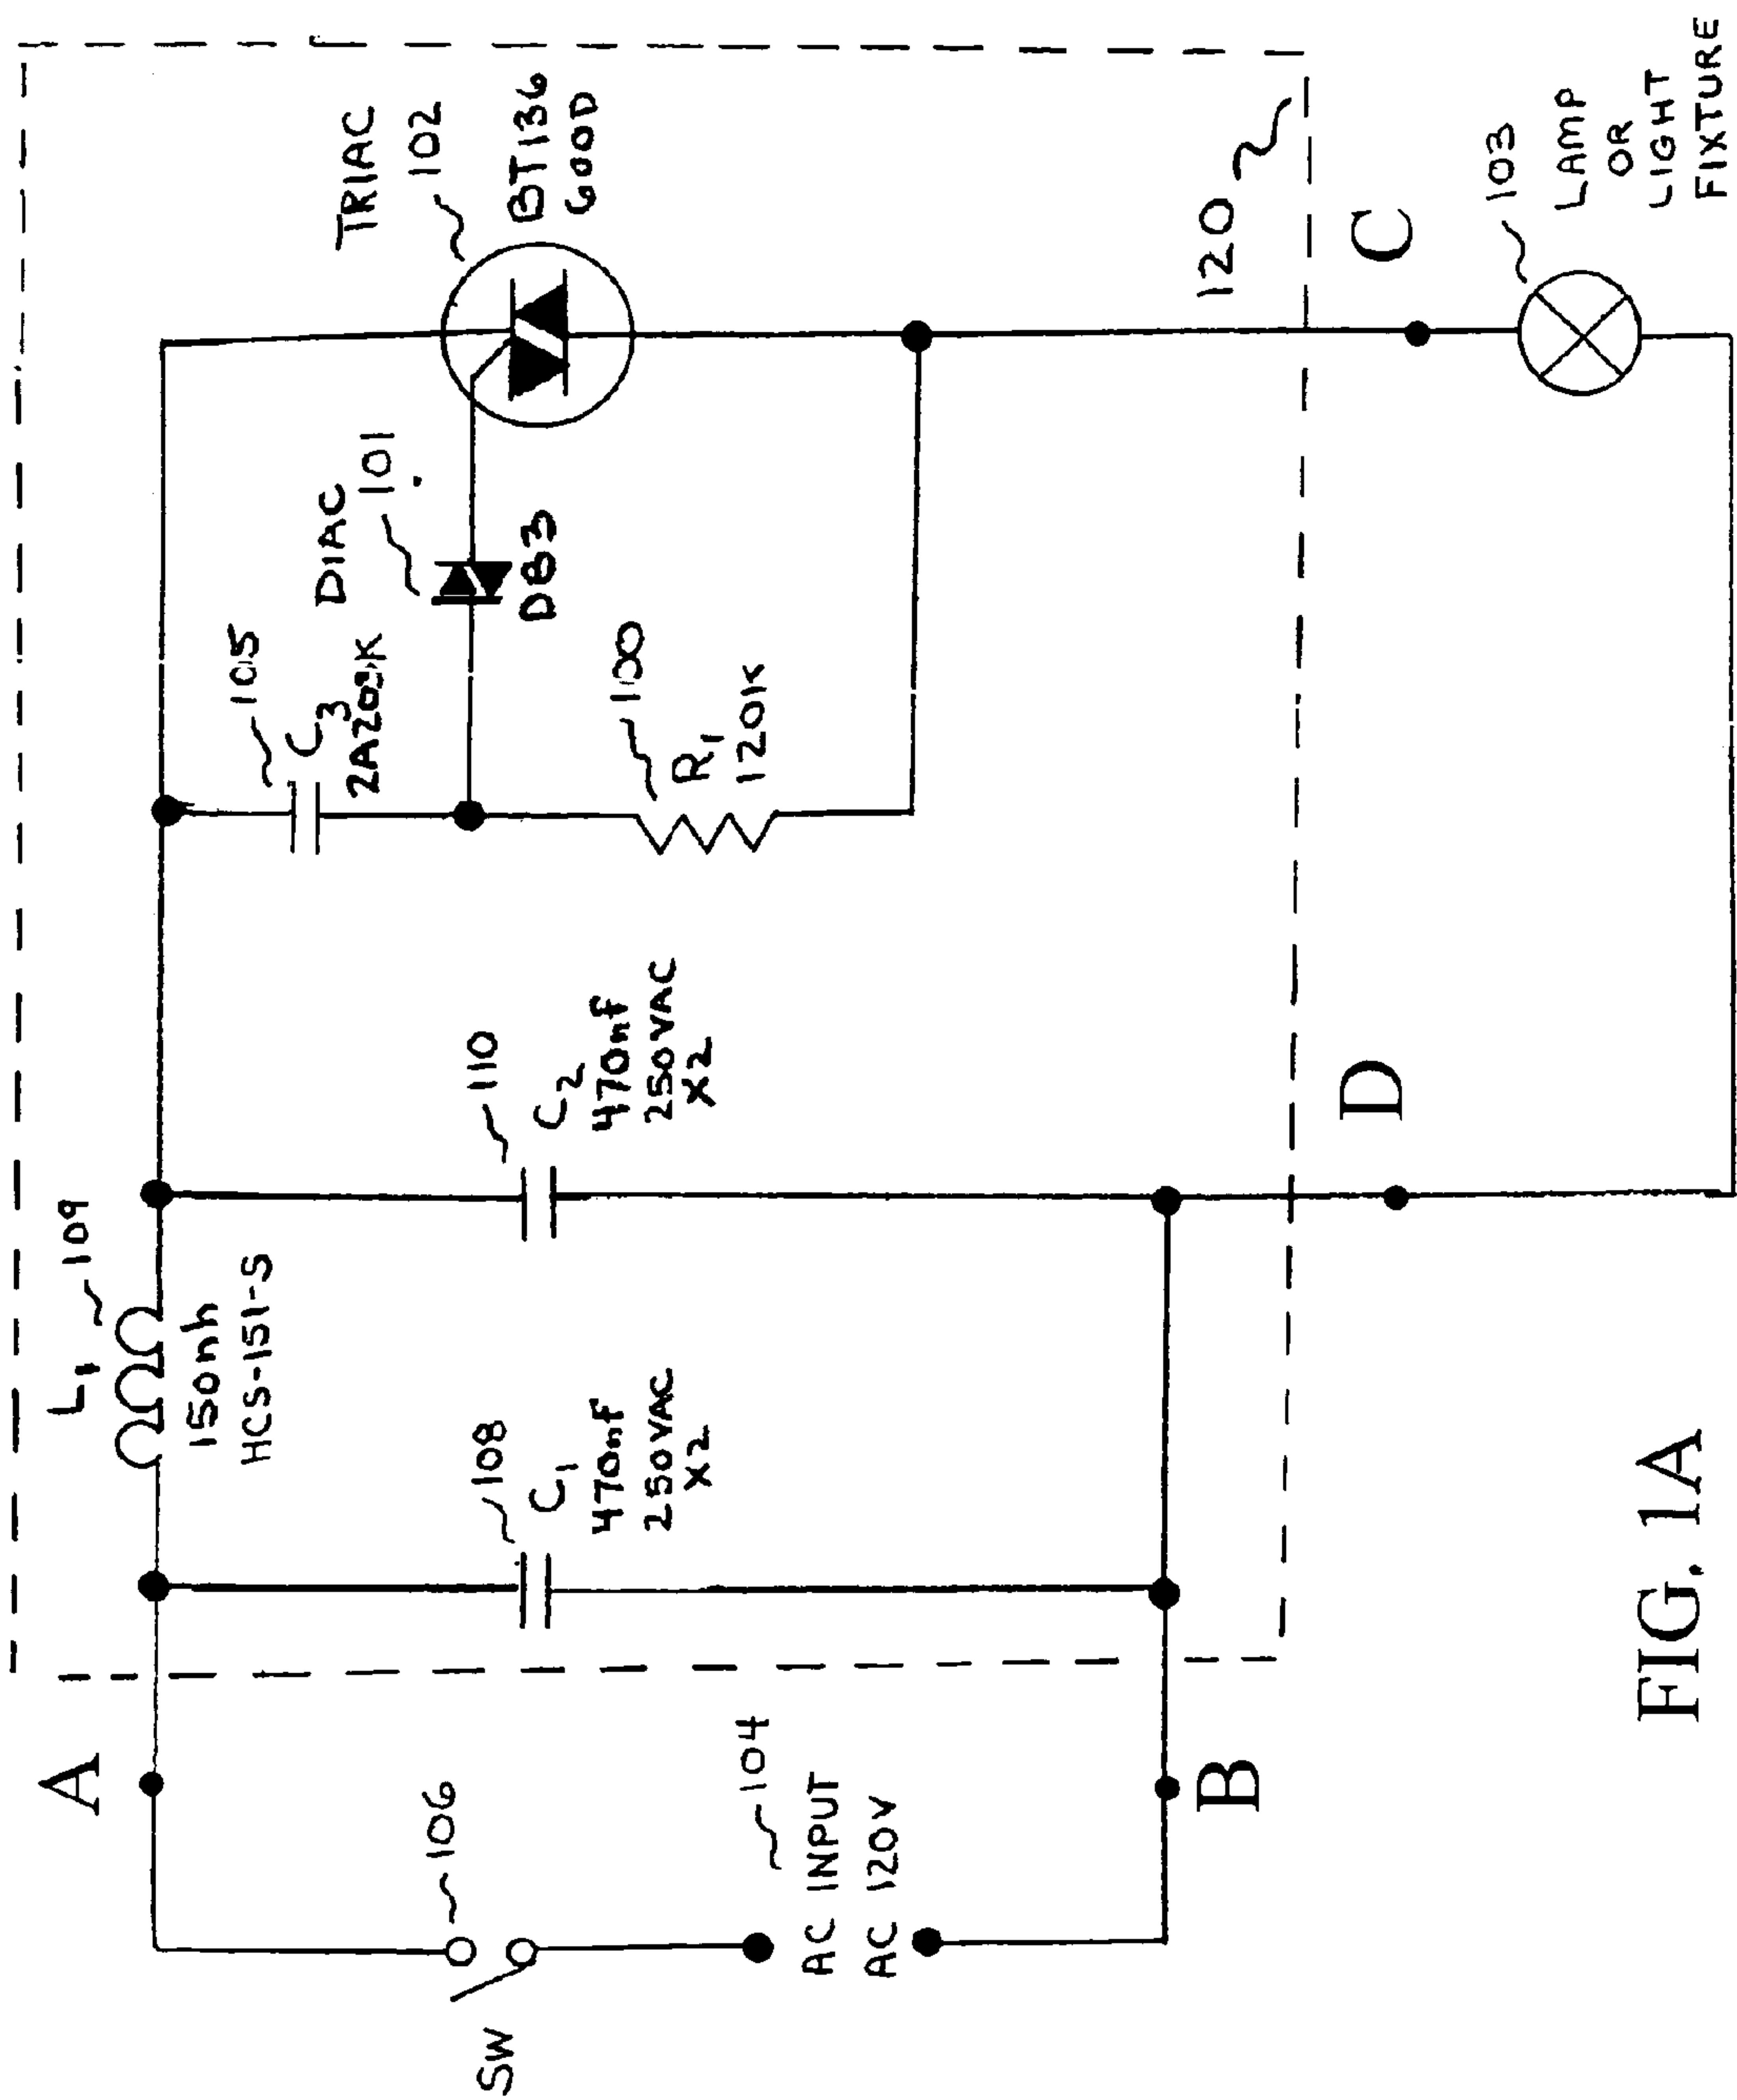 A
B
C
D
SW
106
104
AC INPUT
AC 120V
L1
109
150nh
HCS-151-S
108
C1
470nf
250VAC
X2
110
C2
470nf
250VAC
X2
105
C3
2A203K
DIAC
101
DB3
100
R1
120K
TRIAC
102
BT136
600D
120
103
LAMP
OR
LIGHT
FIXTURE
FIG. 1A